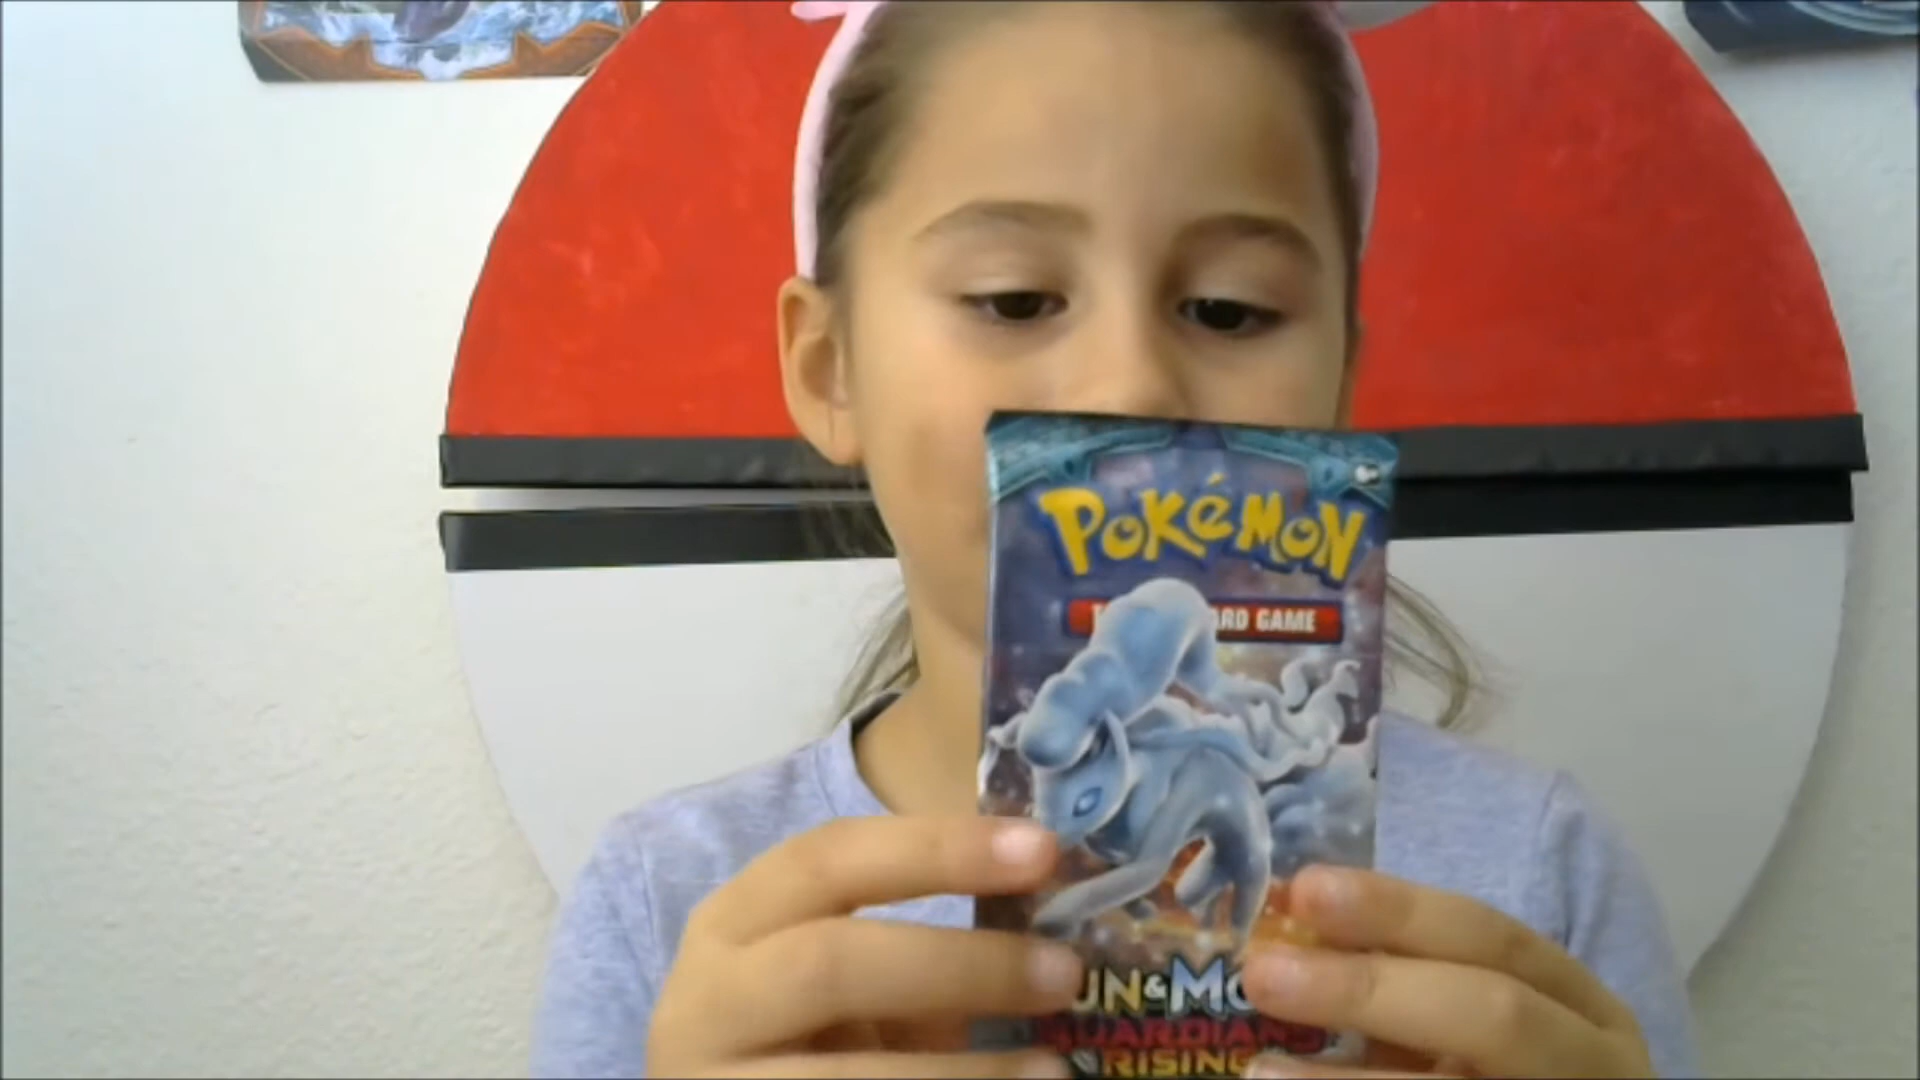 POKéMON
ARD GAME
UN & MO
GUARDIANS
RISING